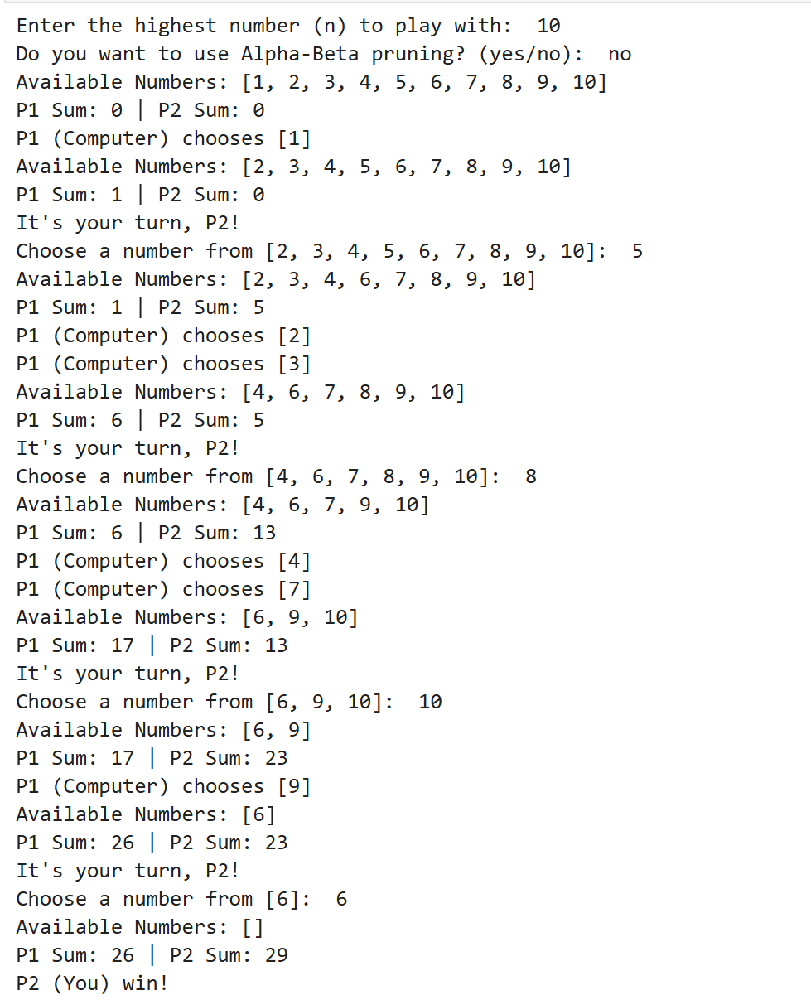 Enter the highest number (n) to play with:  10
Do you want to use Alpha-Beta pruning? (yes/no):  no
Available Numbers: [1, 2, 3, 4, 5, 6, 7, 8, 9, 10]
P1 Sum: 0 | P2 Sum: 0
P1 (Computer) chooses [1]
Available Numbers: [2, 3, 4, 5, 6, 7, 8, 9, 10]
P1 Sum: 1 | P2 Sum: 0
It's your turn, P2!
Choose a number from [2, 3, 4, 5, 6, 7, 8, 9, 10]:  5
Available Numbers: [2, 3, 4, 6, 7, 8, 9, 10]
P1 Sum: 1 | P2 Sum: 5
P1 (Computer) chooses [2]
P1 (Computer) chooses [3]
Available Numbers: [4, 6, 7, 8, 9, 10]
P1 Sum: 6 | P2 Sum: 5
It's your turn, P2!
Choose a number from [4, 6, 7, 8, 9, 10]:  8
Available Numbers: [4, 6, 7, 9, 10]
P1 Sum: 6 | P2 Sum: 13
P1 (Computer) chooses [4]
P1 (Computer) chooses [7]
Available Numbers: [6, 9, 10]
P1 Sum: 17 | P2 Sum: 13
It's your turn, P2!
Choose a number from [6, 9, 10]:  10
Available Numbers: [6, 9]
P1 Sum: 17 | P2 Sum: 23
P1 (Computer) chooses [9]
Available Numbers: [6]
P1 Sum: 26 | P2 Sum: 23
It's your turn, P2!
Choose a number from [6]:  6
Available Numbers: []
P1 Sum: 26 | P2 Sum: 29
P2 (You) win!